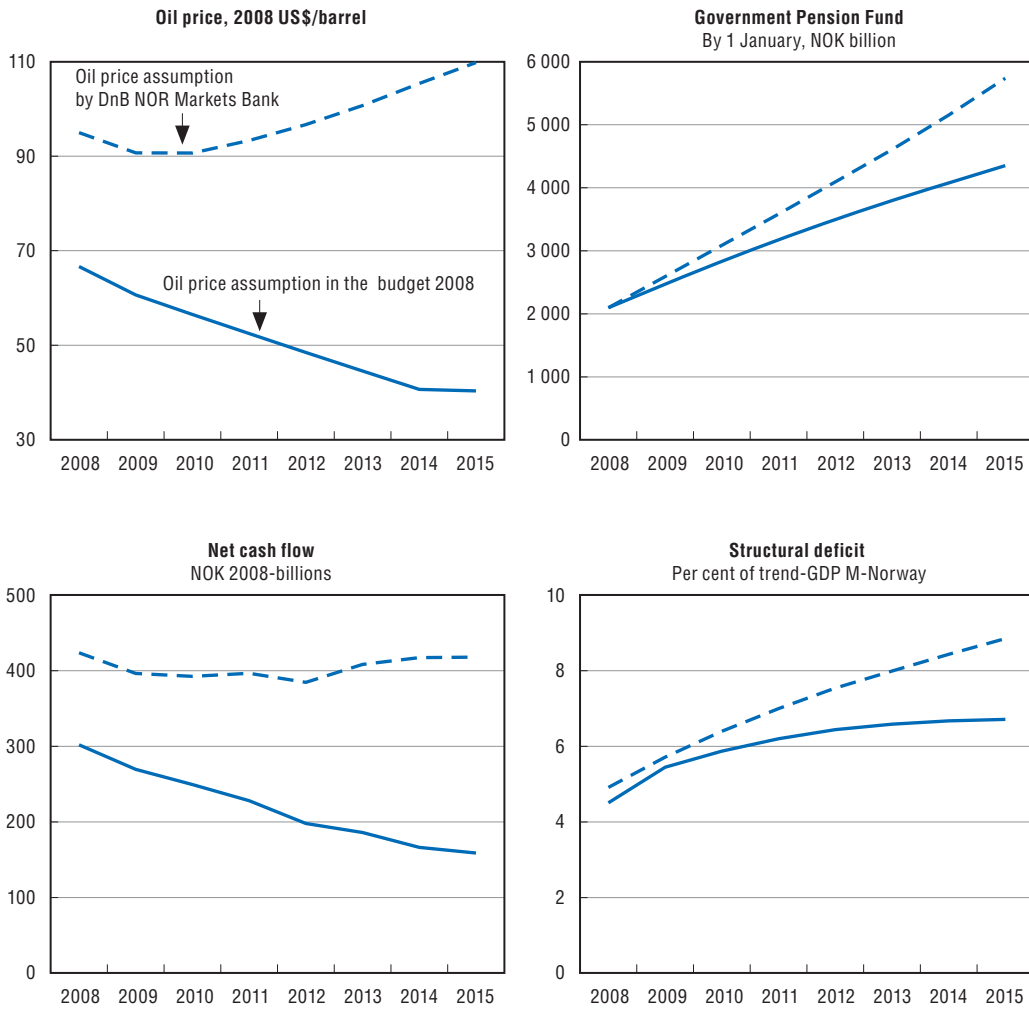 Oil price, 2008 US$/barrel
110
90
70
50
30
Oil price assumption
by DnB NOR Markets Bank
Oil price assumption in the budget 2008
2008 2009 2010 2011 2012 2013 2014 2015
Government Pension Fund
By 1 January, NOK billion
6 000
5 000
4 000
3 000
2 000
1 000
0
2008 2009 2010 2011 2012 2013 2014 2015
Net cash flow
NOK 2008-billions
500
400
300
200
100
0
2008 2009 2010 2011 2012 2013 2014 2015
Structural deficit
Per cent of trend-GDP M-Norway
10
8
6
4
2
0
2008 2009 2010 2011 2012 2013 2014 2015